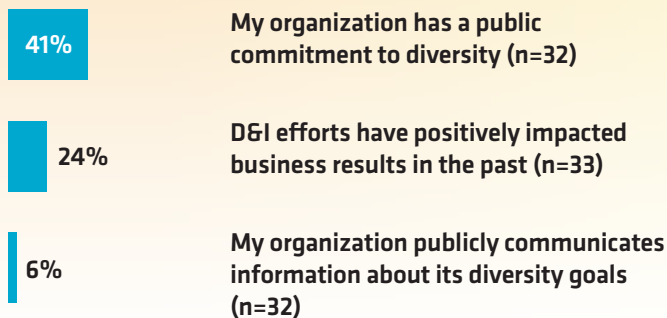 41%
My organization has a public
commitment to diversity (n=32)
24%
D&I efforts have positively impacted
business results in the past (n=33)
6%
My organization publicly communicates
information about its diversity goals
(n=32)